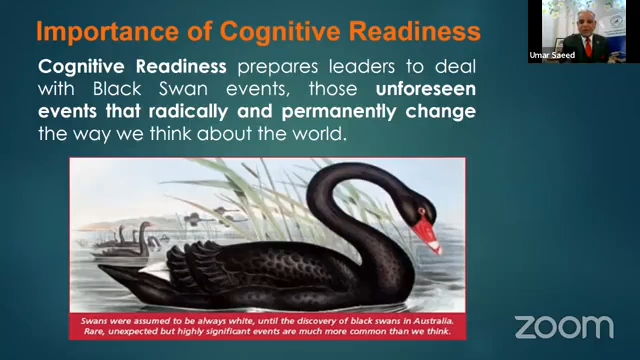 Importance of Cognitive Readiness
Cognitive Readiness prepares leaders to deal
with Black Swan events, those unforeseen
events that radically and permanently change
the way we think about the world.
Swans were assumed to be always white, until the discovery of black swans in Australia.
Rare, unexpected but highly significant events are much more common than we think.
Umar Saeed
zoom